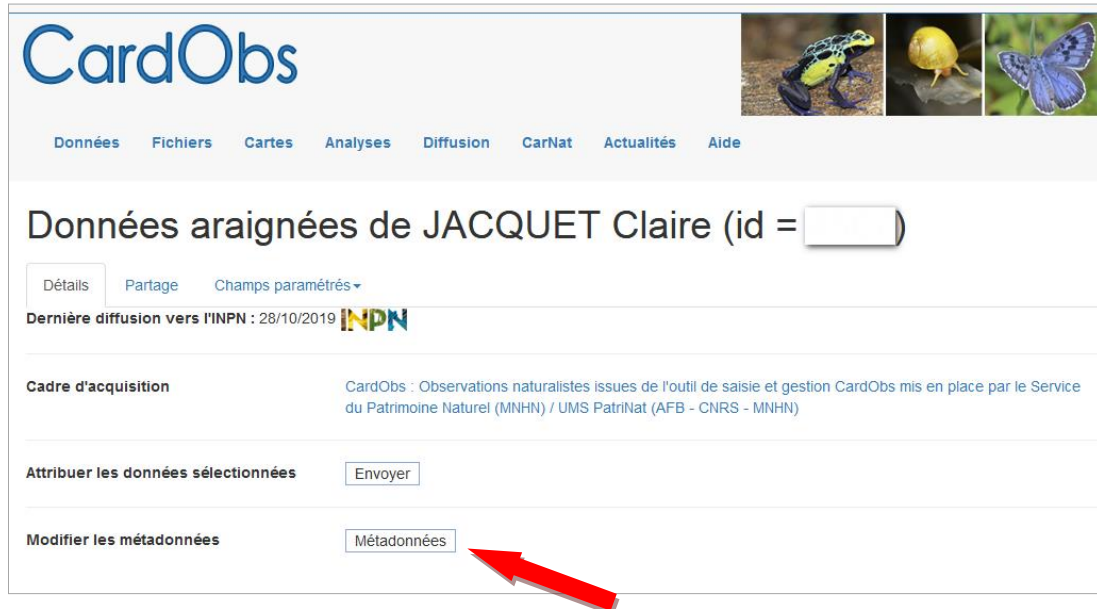 CardObs
Données Fichiers Cartes Analyses Diffusion CarNat Actualités Aide
Données araignées de JACQUET Claire (id = )
Détails Partage Champs paramétrés
Dernière diffusion vers l'INPN : 28/10/2019 INPN
Cadre d'acquisition CardObs : Observations naturalistes issues de l'outil de saisie et gestion CardObs mis en place par le Service
du Patrimoine Naturel (MNHN) / UMS PatriNat (AFB - CNRS - MNHN)
Attribuer les données sélectionnées Envoyer
Modifier les métadonnées Métadonnées